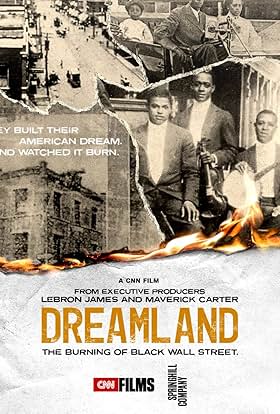 EY BUILT THEIR
AMERICAN DREAM.
ND WATCHED IT BURN.
A CNN FILM
FROM EXECUTIVE PRODUCERS
LEBRON JAMES AND MAVERICK CARTER
DREAMLAND
THE BURNING OF BLACK WALL STREET.
CNN FILMS
SPRINGHILL
COMPANY